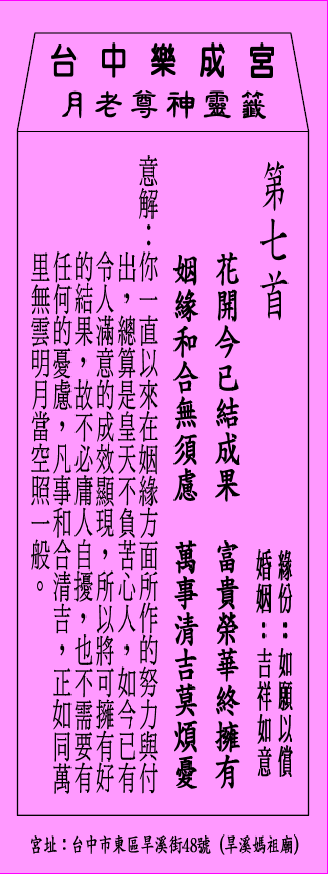 台中樂成宮
月老尊神靈籤
第七首
緣份：如願以償
婚姻：吉祥如意
花開今已結成果　富貴榮華終擁有
姻緣和合無須慮　萬事清吉莫煩憂
意解：你一直以來在姻緣方面所作的努力與付
出，總算是皇天不負苦心人，如今已有
令人滿意的成效顯現，所以將可擁有好
的結果，故不必庸人自擾，也不需要有
任何的憂慮，凡事和合清吉，正如同萬
里無雲明月當空照一般。
宮址：台中市東區旱溪街48號（旱溪媽祖廟）